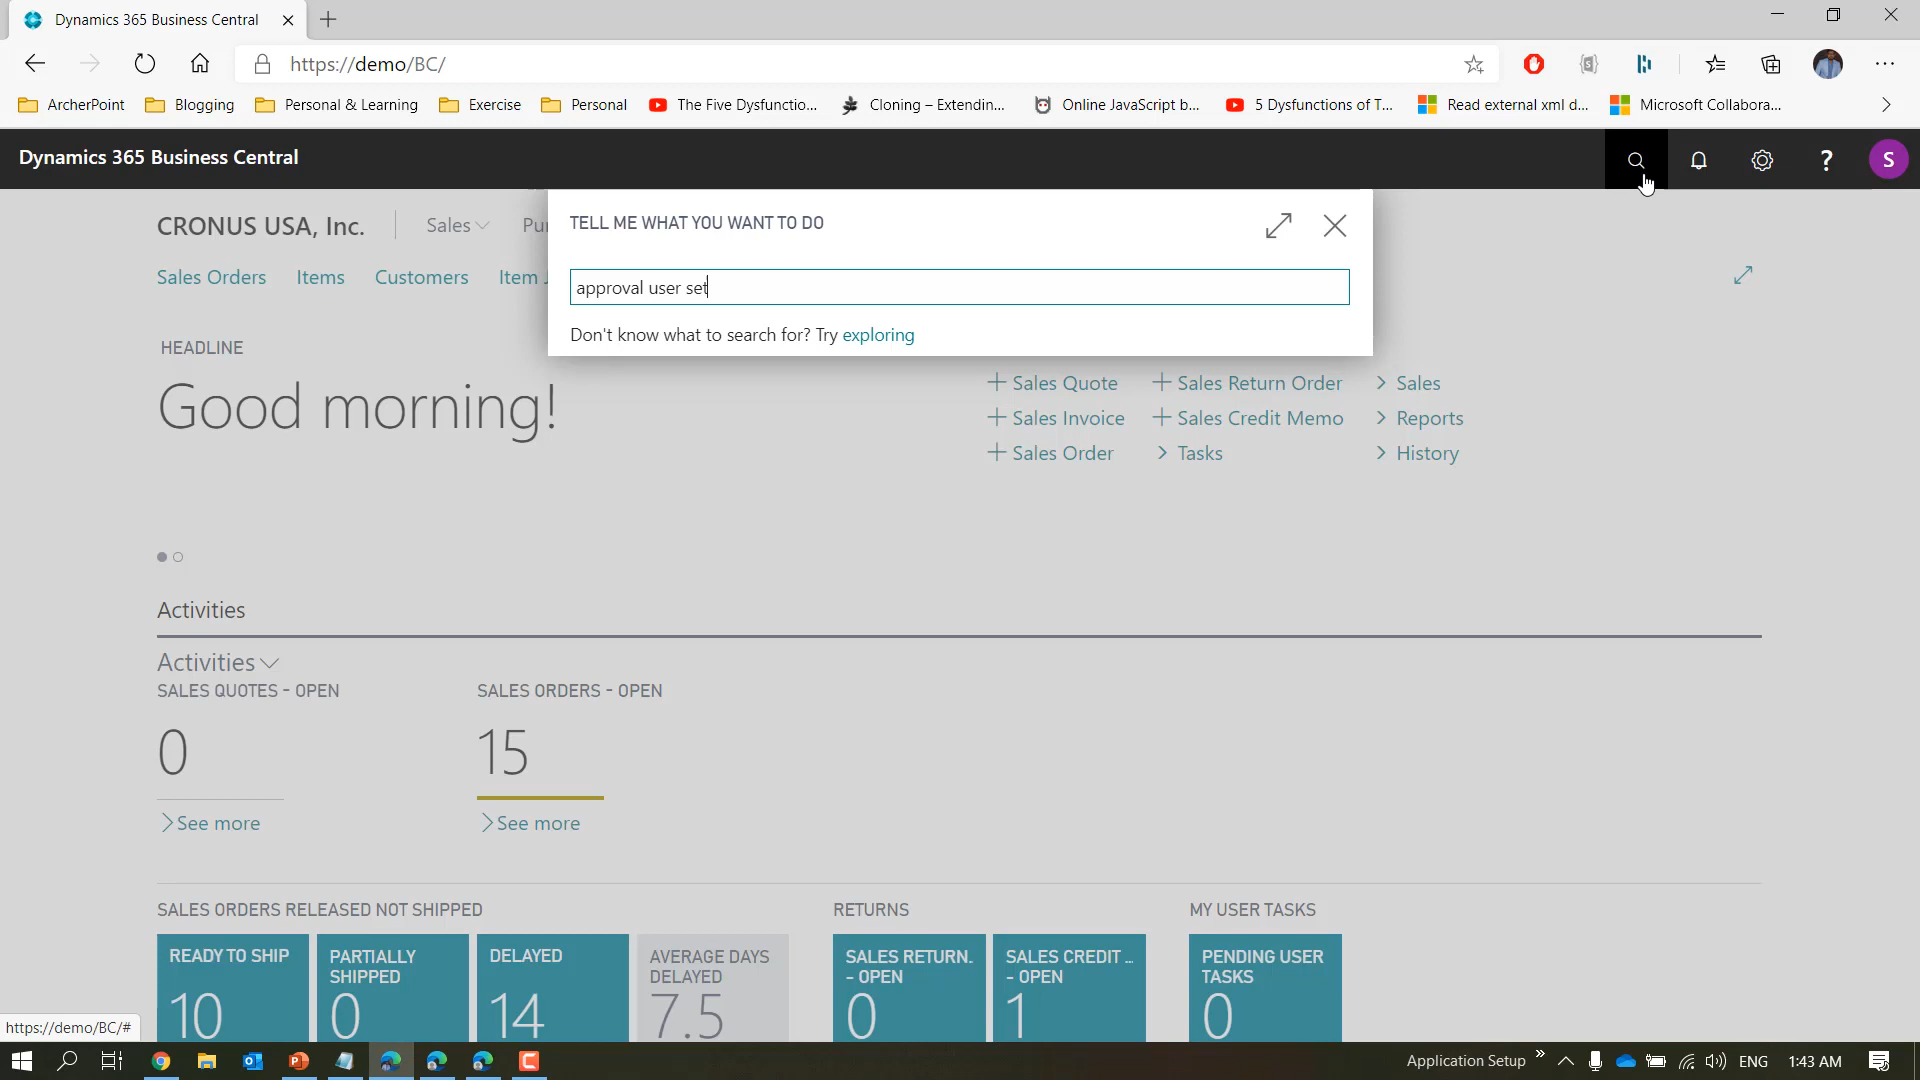 Dynamics 365 Business Central
https://demo/BC/
ArcherPoint
Blogging
Personal & Learning
Exercise
Personal
The Five Dysfunctio...
Cloning – Extendin...
Online JavaScript b...
5 Dysfunctions of T...
Read external xml d...
Microsoft Collabora...
Dynamics 365 Business Central
?
S
CRONUS USA, Inc.
Sales
TELL ME WHAT YOU WANT TO DO
Sales Orders
Items
Customers
approval user set
Don't know what to search for? Try exploring
HEADLINE
Good morning!
Sales Quote
Sales Return Order
Sales
Sales Invoice
Sales Credit Memo
Reports
Sales Order
Tasks
History
Activities
Activities
SALES QUOTES - OPEN
SALES ORDERS - OPEN
0
15
See more
See more
SALES ORDERS RELEASED NOT SHIPPED
RETURNS
MY USER TASKS
READY TO SHIP
10
PARTIALLY
SHIPPED
0
DELAYED
14
AVERAGE DAYS
DELAYED
7.5
SALES RETURN.
- OPEN
0
SALES CREDIT ...
- OPEN
1
PENDING USER
TASKS
0
https://demo/BC/#
Application Setup
ENG
1:43 AM